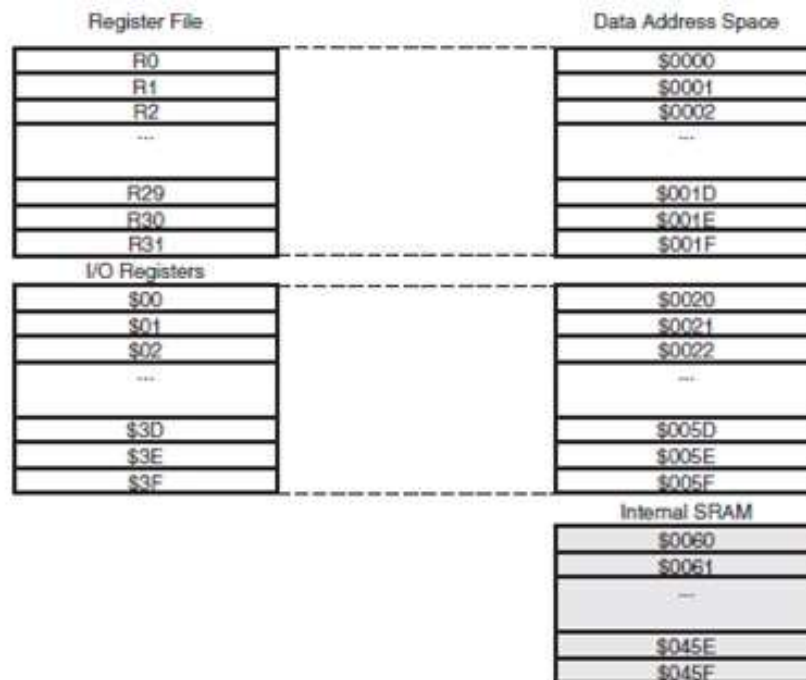 Register File
Data Address Space
R0
$0000
R1
$0001
R2
$0002
...
...
R29
$001D
R30
$001E
R31
$001F
I/O Registers
$00
$0020
$01
$0021
$02
$0022
...
...
$3D
$005D
$3E
$005E
$3F
$005F
Internal SRAM
$0060
$0061
...
$045E
$045F